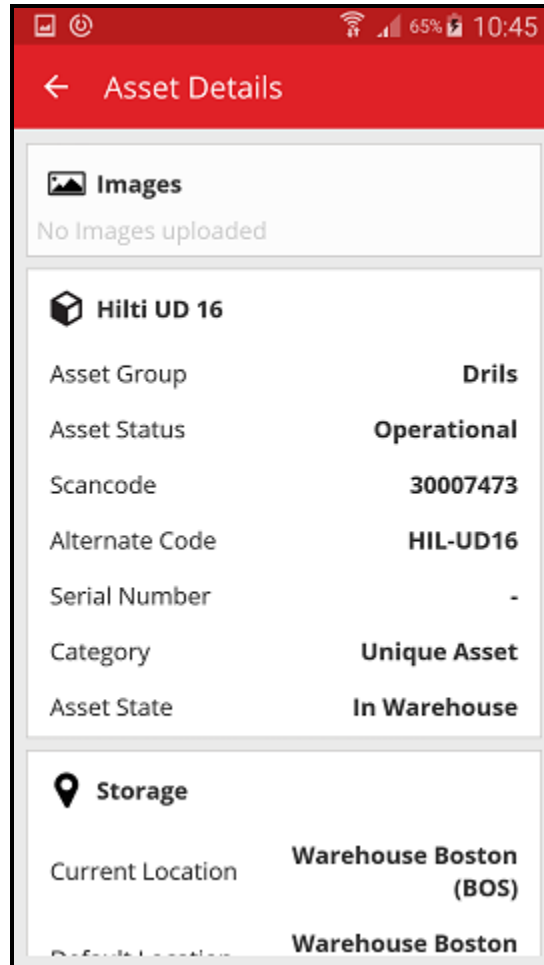 65% 10:45
Asset Details
Images
No Images uploaded
Hilti UD 16
Asset Group Drils
Asset Status Operational
Scancode 30007473
Alternate Code HIL-UD16
Serial Number -
Category Unique Asset
Asset State In Warehouse
Storage
Current Location Warehouse Boston
(BOS)
Default Location Warehouse Boston